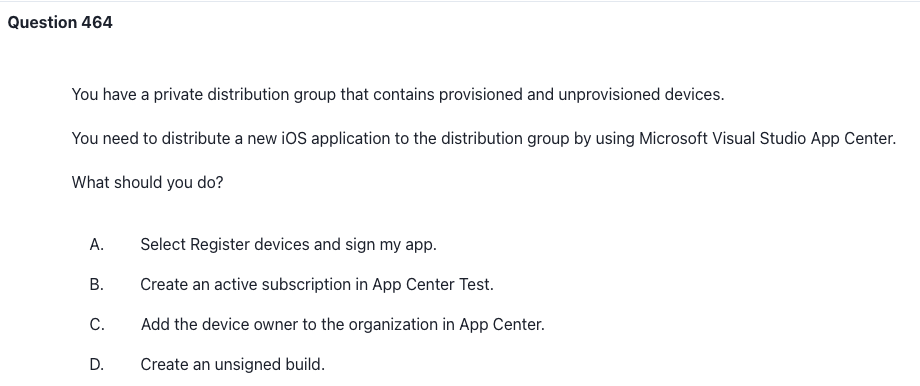 Question 464
You have a private distribution group that contains provisioned and unprovisioned devices.
You need to distribute a new iOS application to the distribution group by using Microsoft Visual Studio App Center.
What should you do?
A. Select Register devices and sign my app.
B. Create an active subscription in App Center Test.
C. Add the device owner to the organization in App Center.
D. Create an unsigned build.